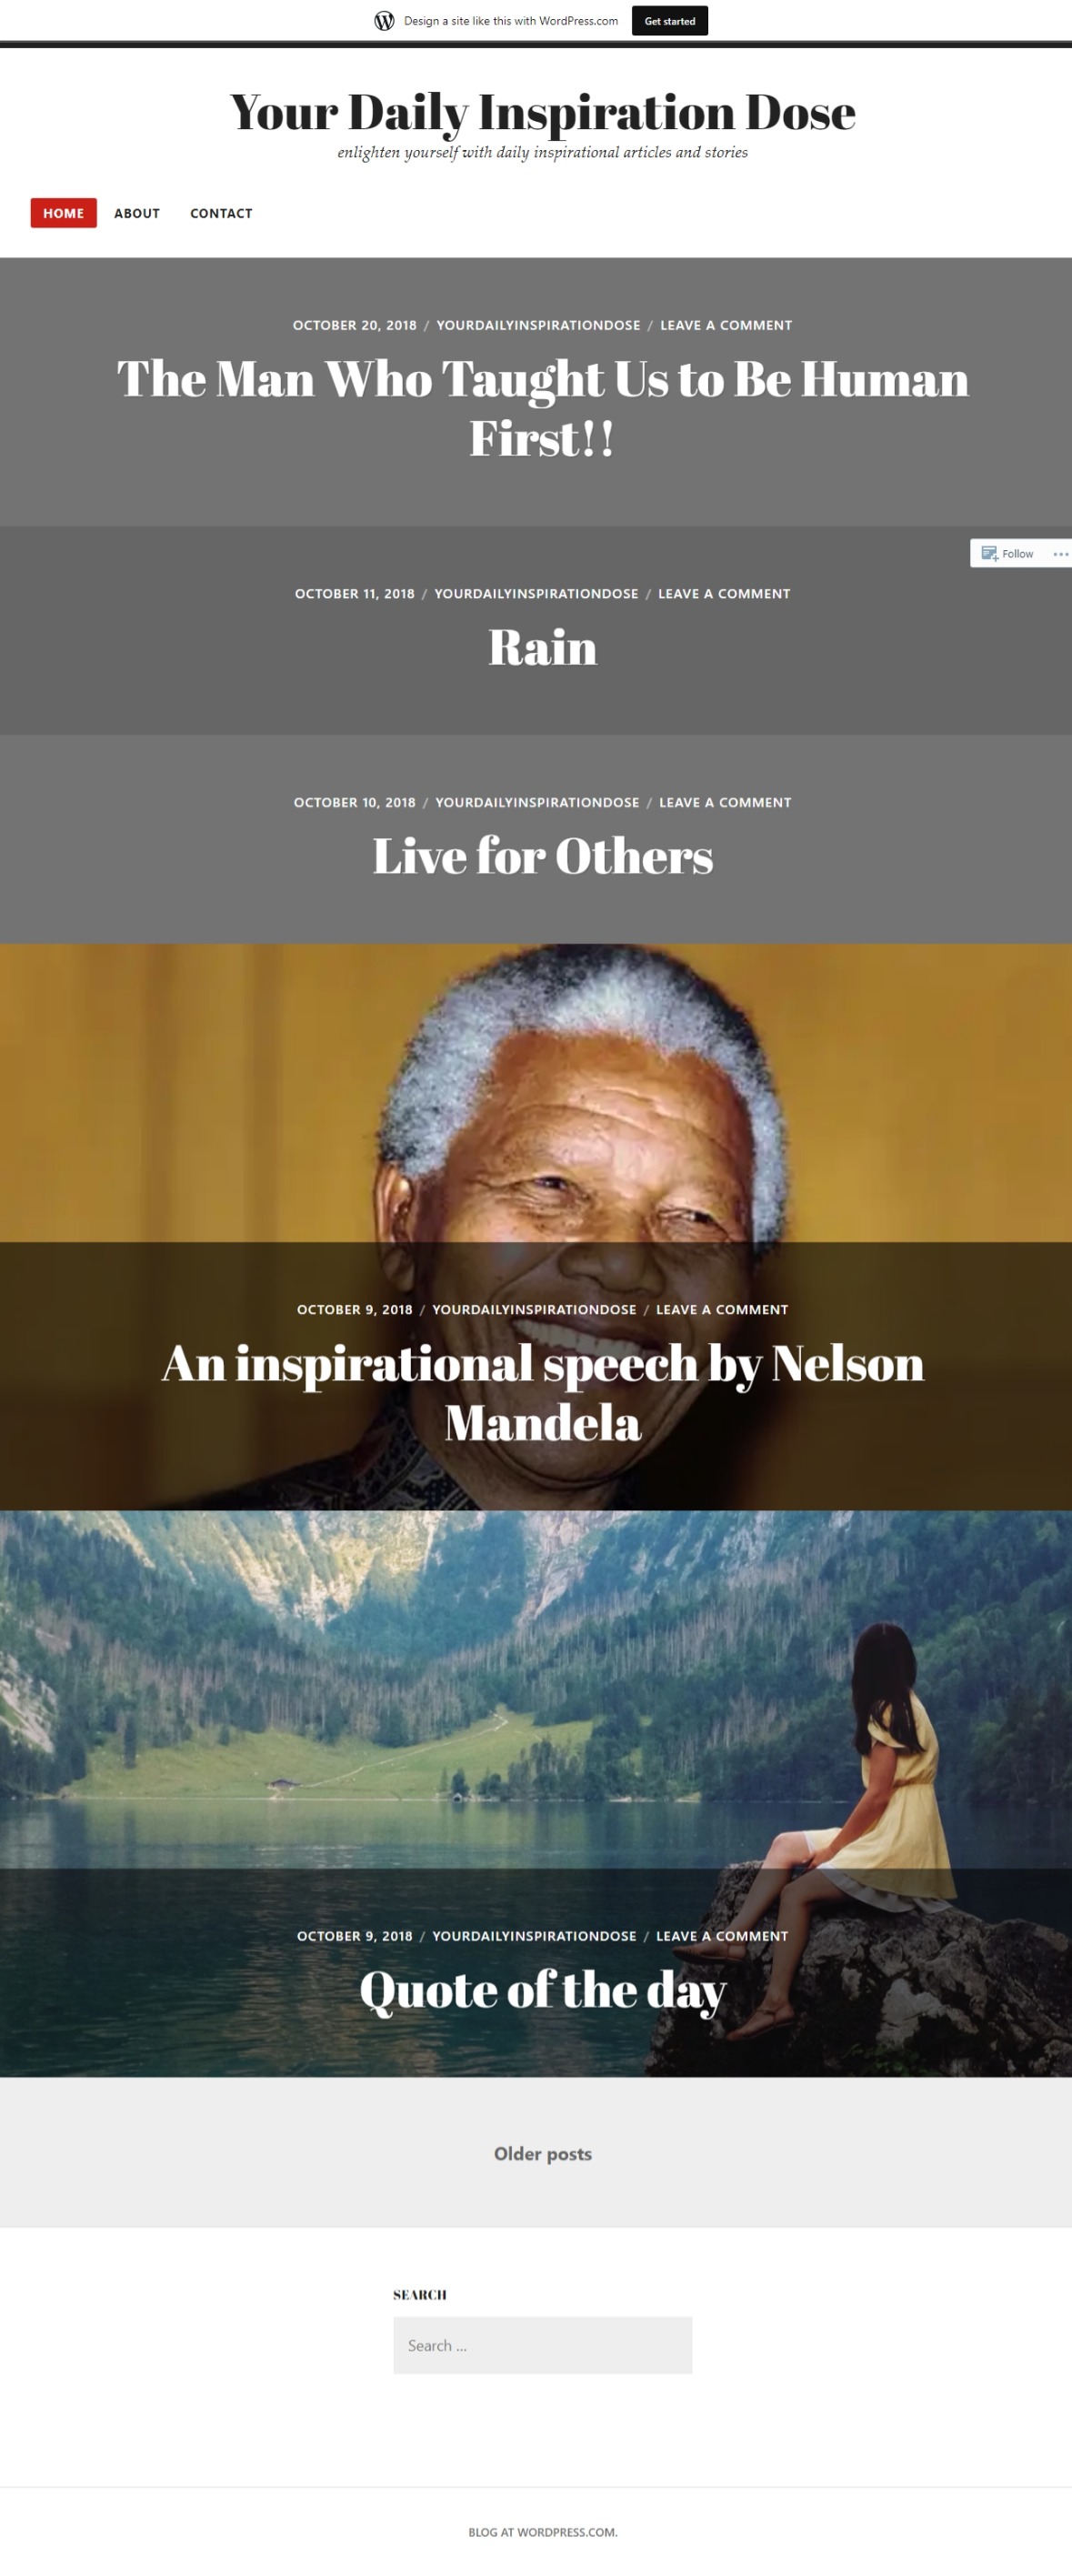 Design a site like this with WordPress.com Get started
Your Daily Inspiration Dose
enlighten yourself with daily inspirational articles and stories
HOME ABOUT CONTACT
OCTOBER 20, 2018 / YOURDAILYINSPIRATIONDOSE / LEAVE A COMMENT
The Man Who Taught Us to Be Human
First!!
Follow
OCTOBER 11, 2018 / YOURDAILYINSPIRATIONDOSE / LEAVE A COMMENT
Rain
OCTOBER 10, 2018 / YOURDAILYINSPIRATIONDOSE / LEAVE A COMMENT
Live for Others
OCTOBER 9, 2018 / YOURDAILYINSPIRATIONDOSE / LEAVE A COMMENT
An inspirational speech by Nelson
Mandela
OCTOBER 9, 2018 / YOURDAILYINSPIRATIONDOSE / LEAVE A COMMENT
Quote of the day
Older posts
SEARCH
Search ...
BLOG AT WORDPRESS.COM.